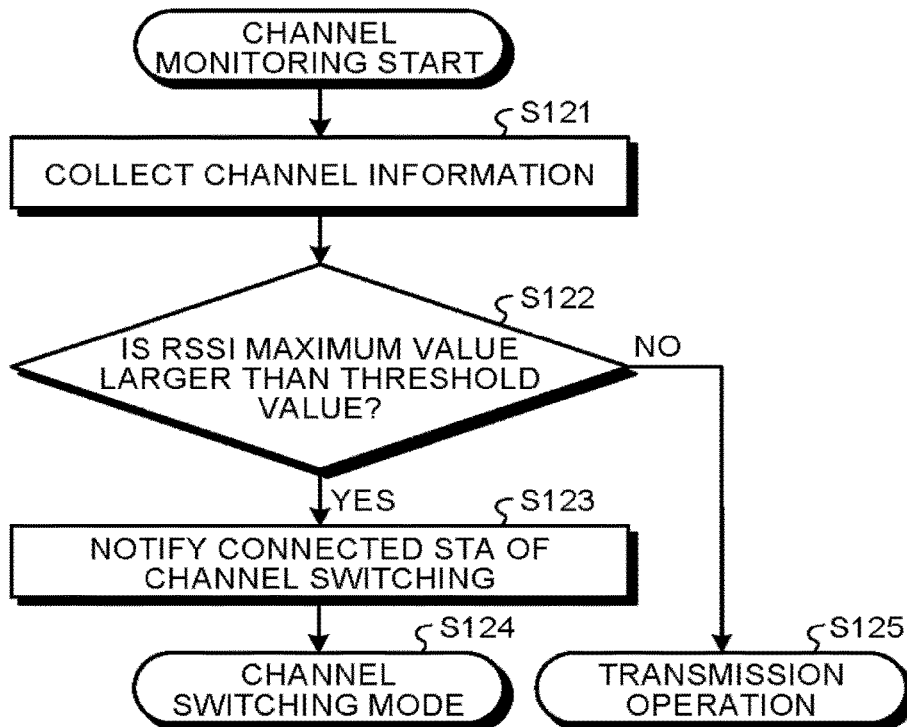 CHANNEL
MONITORING START
S121
COLLECT CHANNEL INFORMATION
S122
IS RSSI MAXIMUM VALUE
LARGER THAN THRESHOLD
VALUE?
NO
YES
S123
NOTIFY CONNECTED STA OF
CHANNEL SWITCHING
S124
CHANNEL
SWITCHING MODE
S125
TRANSMISSION
OPERATION